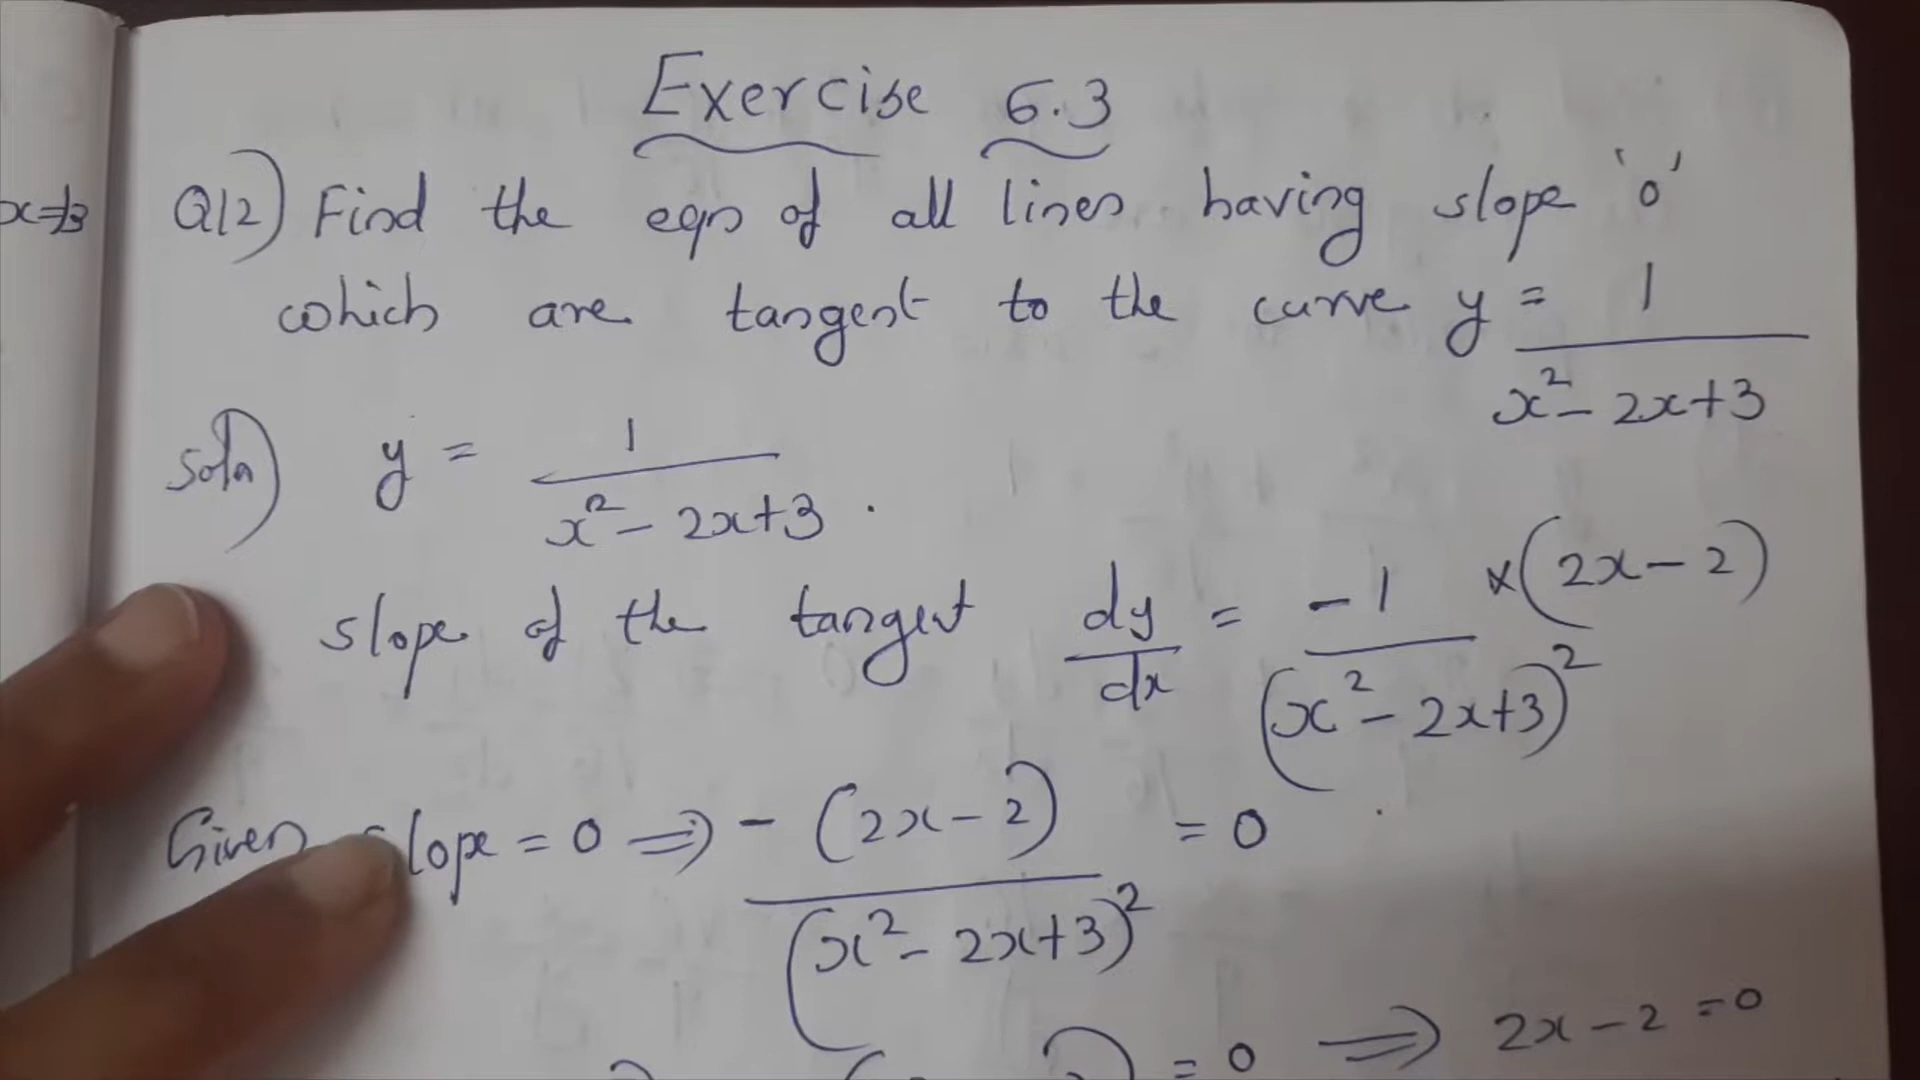 Exercise 6.3
x=13
Q12) Find the eqn of all lines having slope '0'
which are tangent to the curve y = 1/(x² - 2x+3)
Soln) y = 1/(x² - 2x+3).
slope of the tangent dy/dx = -1/(x² - 2x+3)² ×(2x-2)
Given slope = 0 ⇒ -(2x-2)/(x² - 2x+3)² = 0
= 0 ⇒ 2x-2 = 0